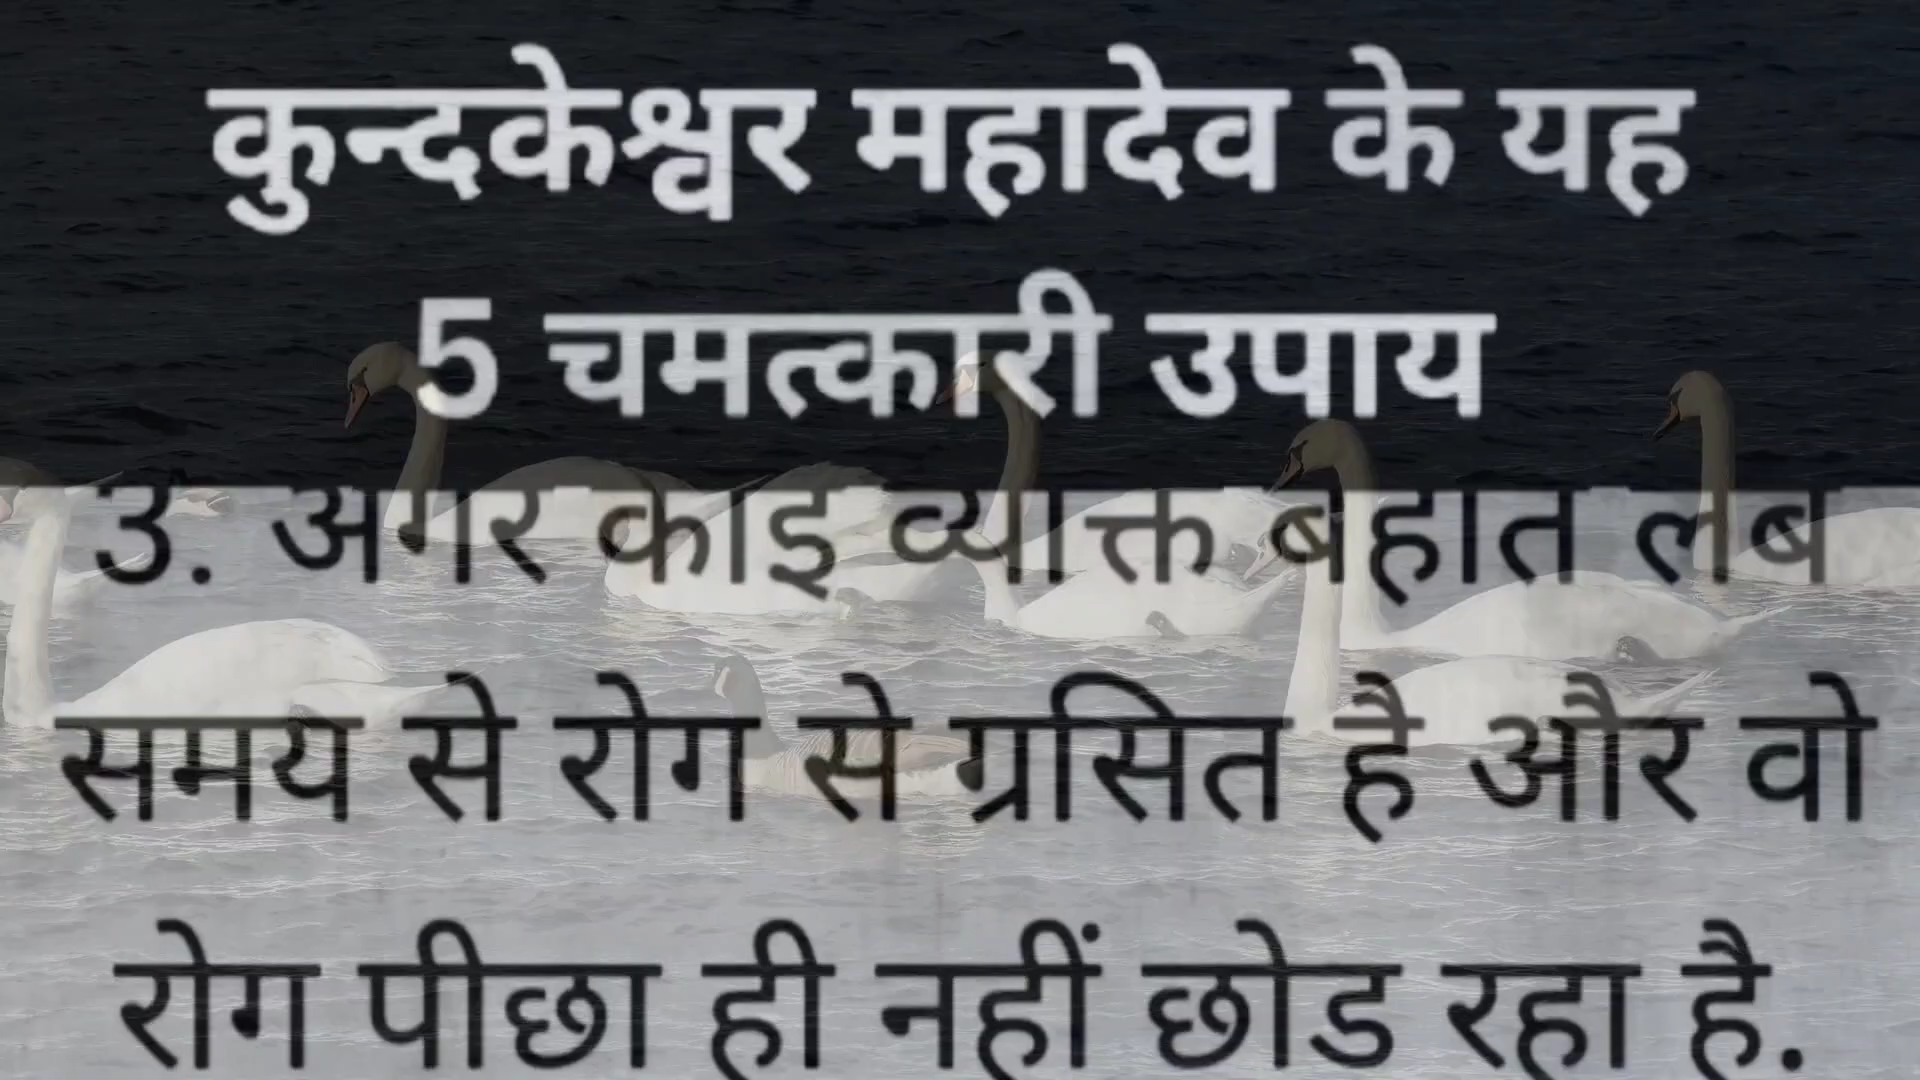 कुन्दकेश्वर महादेव के यह
5 चमत्कारी उपाय
3. अगर कोई व्यक्ति बहोत लंबे
समय से रोग से ग्रसित है और वो
रोग पीछा ही नहीं छोड रहा है.